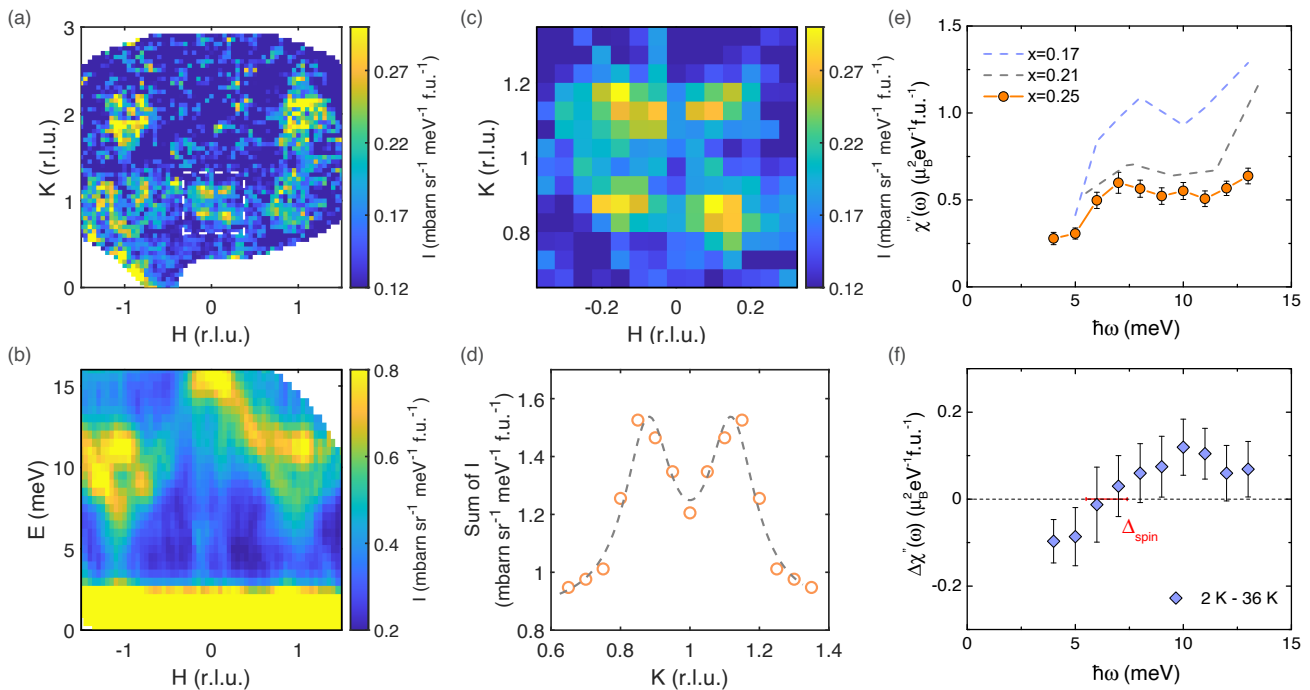 (a)
3
2
1
0
K (r.l.u.)
-1
0
1
H (r.l.u.)
0.27
0.22
0.17
0.12
I (mbarn sr⁻¹ meV⁻¹ f.u.⁻¹)
(c)
1.2
1
0.8
K (r.l.u.)
-0.2
0
0.2
H (r.l.u.)
0.27
0.22
0.17
0.12
I (mbarn sr⁻¹ meV⁻¹ f.u.⁻¹)
(e)
1.5
1.0
0.5
0.0
χ″(ω) (μ_B²eV⁻¹f.u.⁻¹)
x=0.17
x=0.21
x=0.25
0
5
10
15
ħω (meV)
(b)
15
10
5
0
E (meV)
-1
0
1
H (r.l.u.)
0.8
0.6
0.4
0.2
I (mbarn sr⁻¹ meV⁻¹ f.u.⁻¹)
(d)
1.6
1.4
1.2
1
0.8
Sum of I
(mbarn sr⁻¹ meV⁻¹ f.u.⁻¹)
0.6
0.8
1
1.2
1.4
K (r.l.u.)
(f)
0.2
0
-0.2
Δχ″(ω) (μ_B²eV⁻¹f.u.⁻¹)
Δspin
2 K - 36 K
0
5
10
15
ħω (meV)